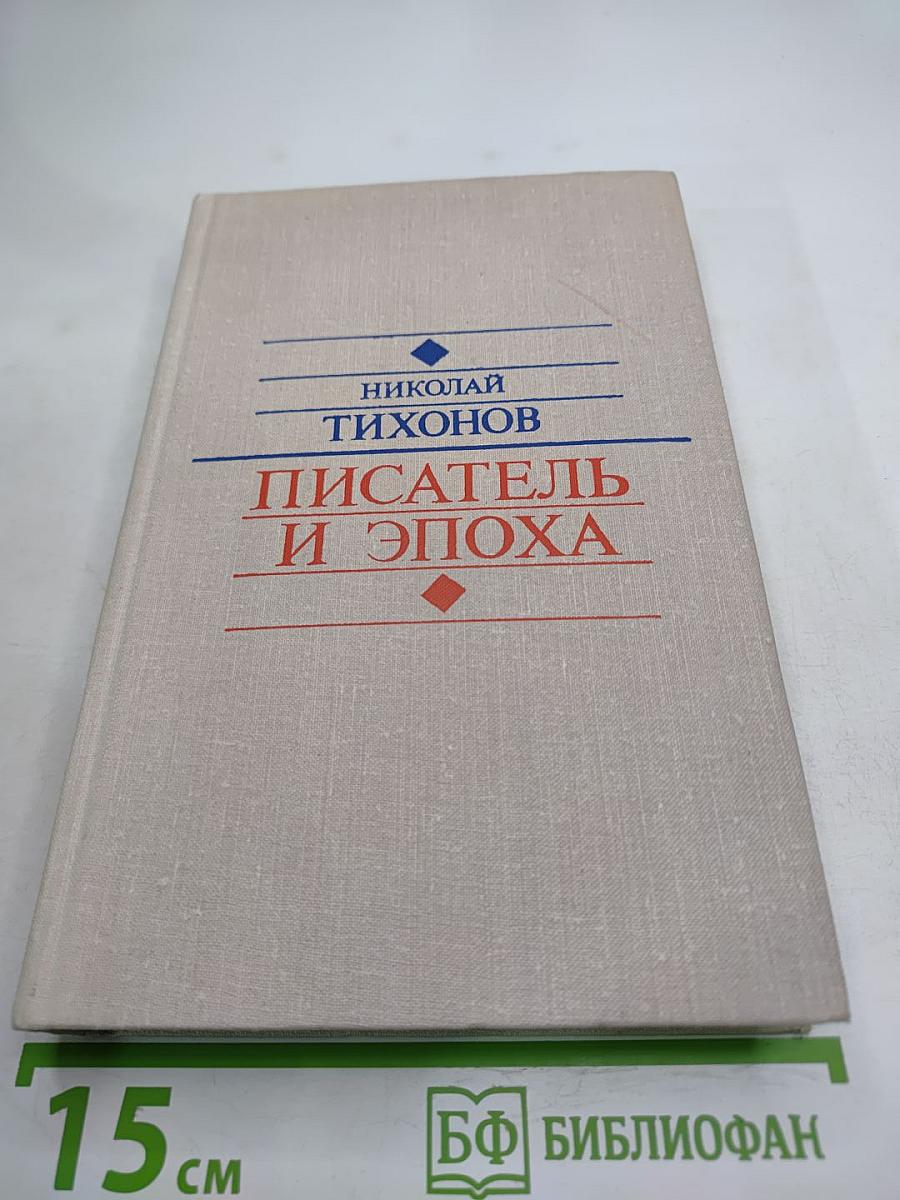 НИКОЛАЙ
ТИХОНОВ
ПИСАТЕЛЬ
И ЭПОХА
15 см
БФ БИБЛИОФАН